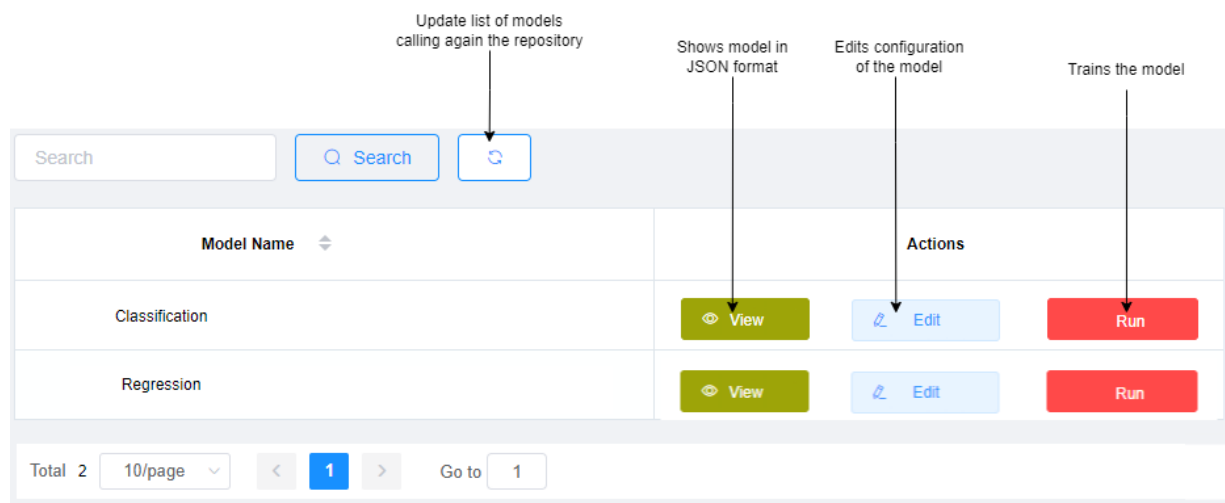 Update list of models
calling again the repository
Shows model in
JSON format
Edits configuration
of the model
Trains the model
Search Search
Model Name Actions
Classification View Edit Run
Regression View Edit Run
Total 2 10/page < 1 > Go to 1